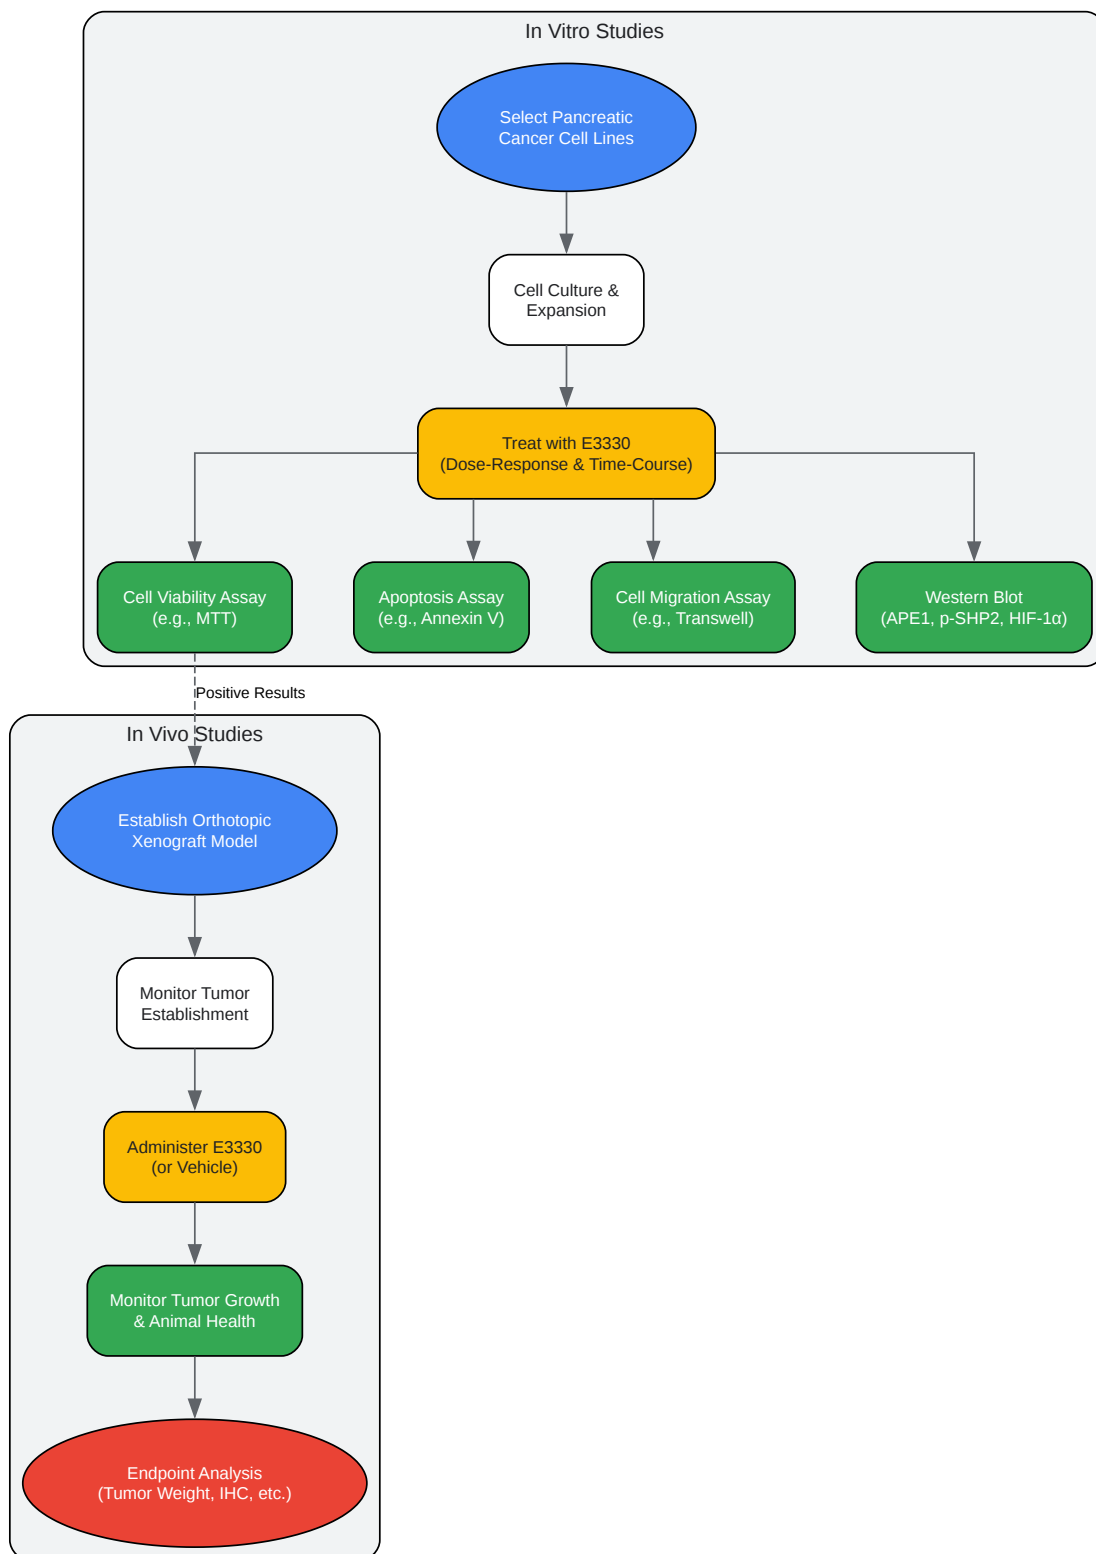 In Vitro Studies
Select Pancreatic
Cancer Cell Lines
Cell Culture &
Expansion
Treat with E3330
(Dose-Response & Time-Course)
Cell Viability Assay
(e.g., MTT)
Apoptosis Assay
(e.g., Annexin V)
Cell Migration Assay
(e.g., Transwell)
Western Blot
(APE1, p-SHP2, HIF-1α)
Positive Results
In Vivo Studies
Establish Orthotopic
Xenograft Model
Monitor Tumor
Establishment
Administer E3330
(or Vehicle)
Monitor Tumor Growth
& Animal Health
Endpoint Analysis
(Tumor Weight, IHC, etc.)